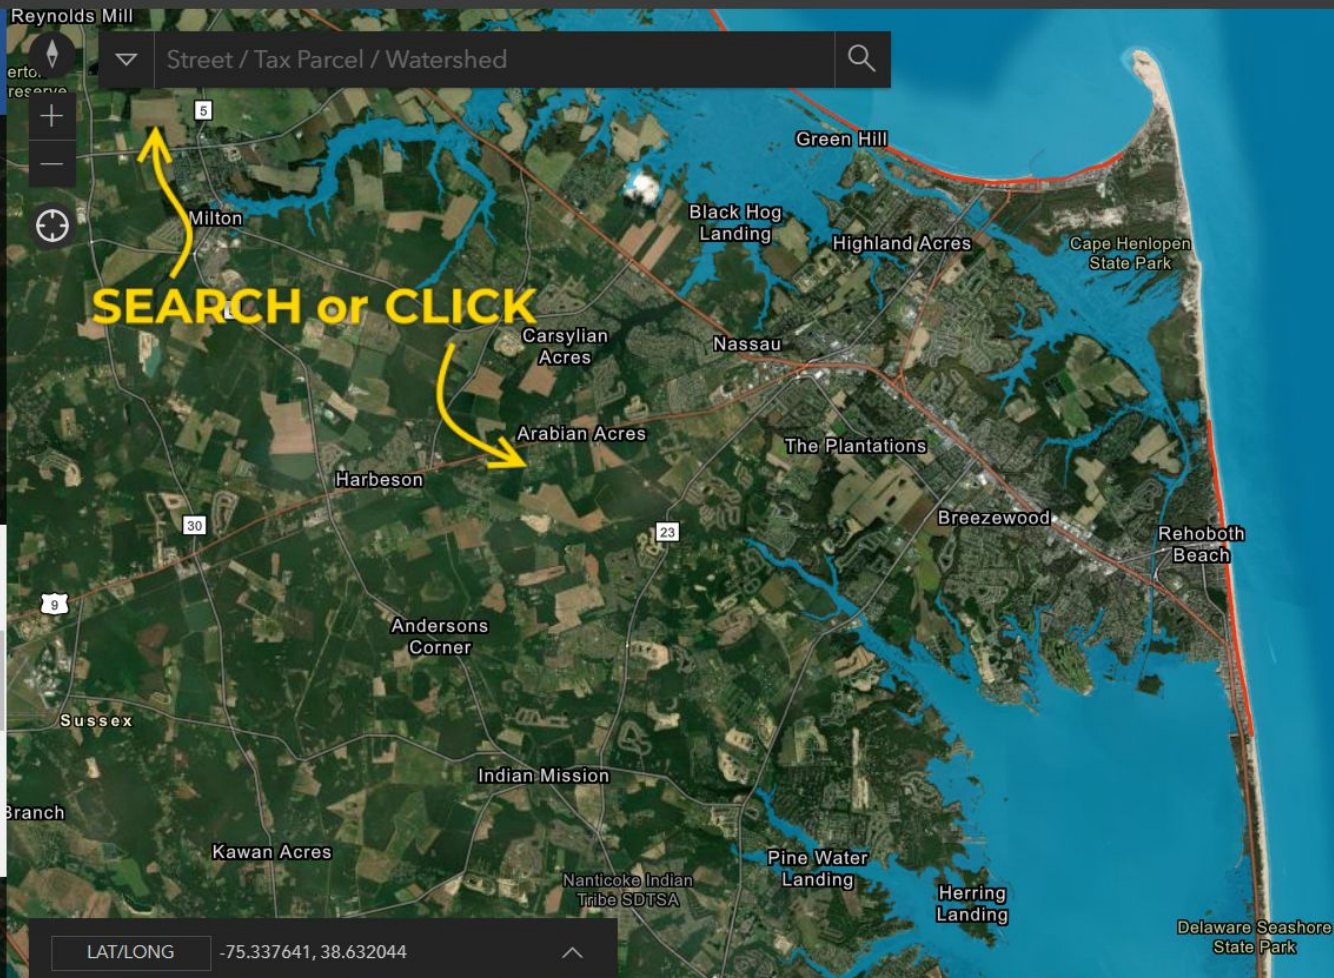 Reynolds Mill
Street / Tax Parcel / Watershed
reserve
5
Green Hill
Milton
Black Hog
Landing
Highland Acres
Cape Henlopen
State Park
SEARCH or CLICK
Carsylian
Acres
Nassau
Arabian Acres
The Plantations
Harbeson
30
23
Breezewood
Rehoboth
Beach
9
Andersons
Corner
Sussex
Indian Mission
Branch
Kawan Acres
Pine Water
Landing
Nanticoke Indian
Tribe SDTSA
Herring
Landing
Delaware Seashore
State Park
LAT/LONG
-75.337641, 38.632044